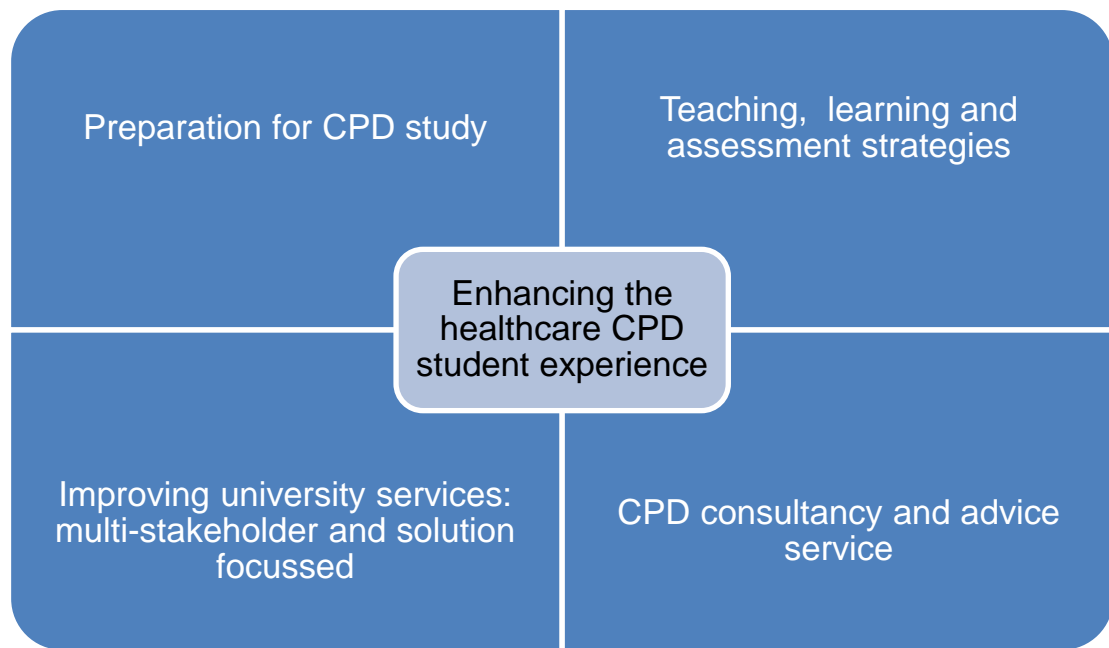 Preparation for CPD study
Teaching, learning and
assessment strategies
Enhancing the
healthcare CPD
student experience
Improving university services:
multi-stakeholder and solution
focussed
CPD consultancy and advice
service